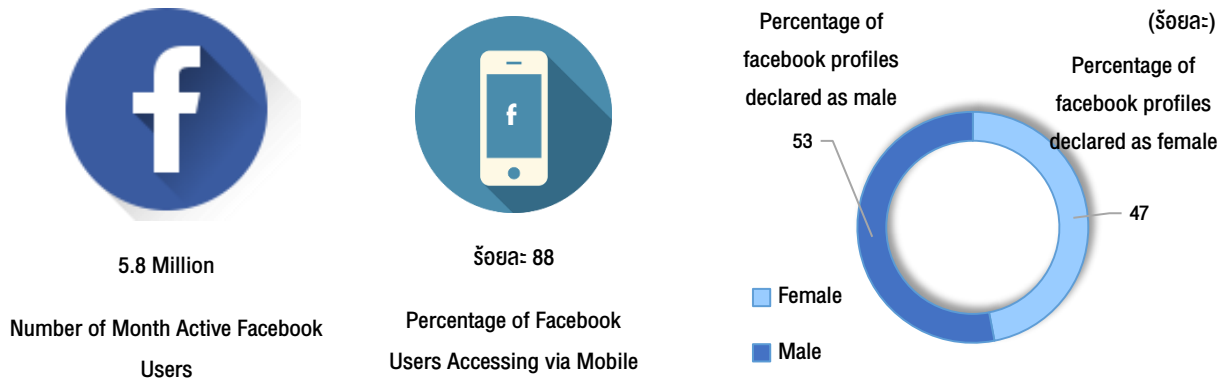 f
5.8 Million
Number of Month Active Facebook
Users
f
ร้อยละ 88
Percentage of Facebook
Users Accessing via Mobile
Percentage of
facebook profiles
declared as male
53
(ร้อยละ)
Percentage of
facebook profiles
declared as female
47
Female
Male